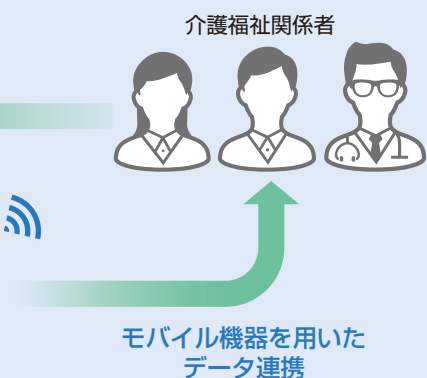 介護福祉関係者
モバイル機器を用いた
データ連携